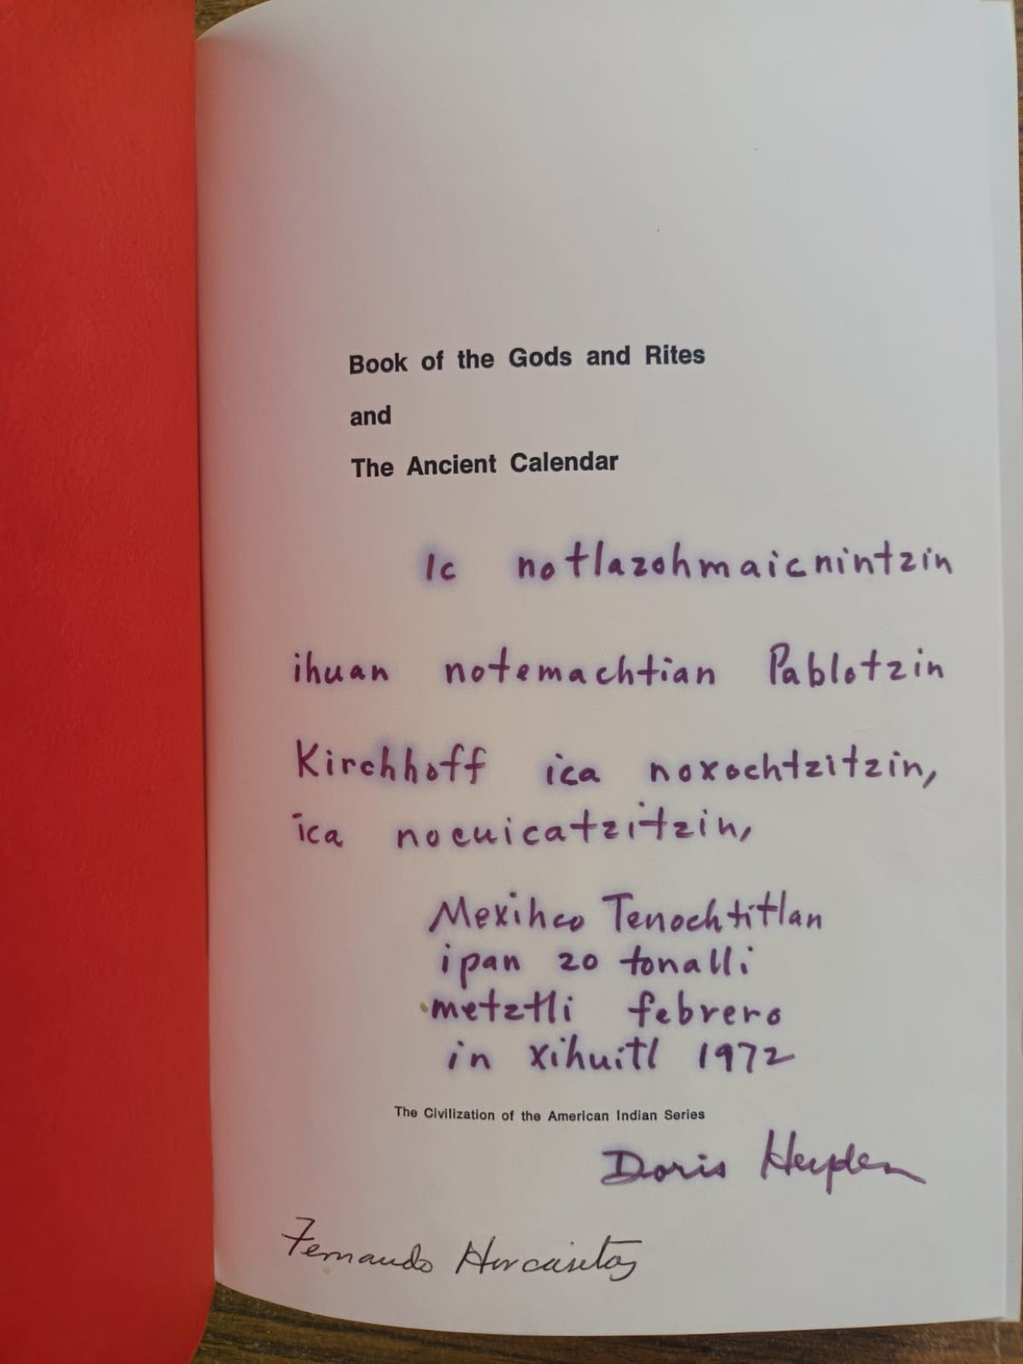 Book of the Gods and Rites
and
The Ancient Calendar
Ic notlazohmaicnintzin
ihuan notemachtian Pablotzin
Kirchhoff ica noxochtzitzin,
ica nocuicatzitzin,
Mexihco Tenochtitlan
ipan 20 tonalli
metztli febrero
in xihuitl 1972
The Civilization of the American Indian Series
Doris Heyden
Fernando Horcasitas